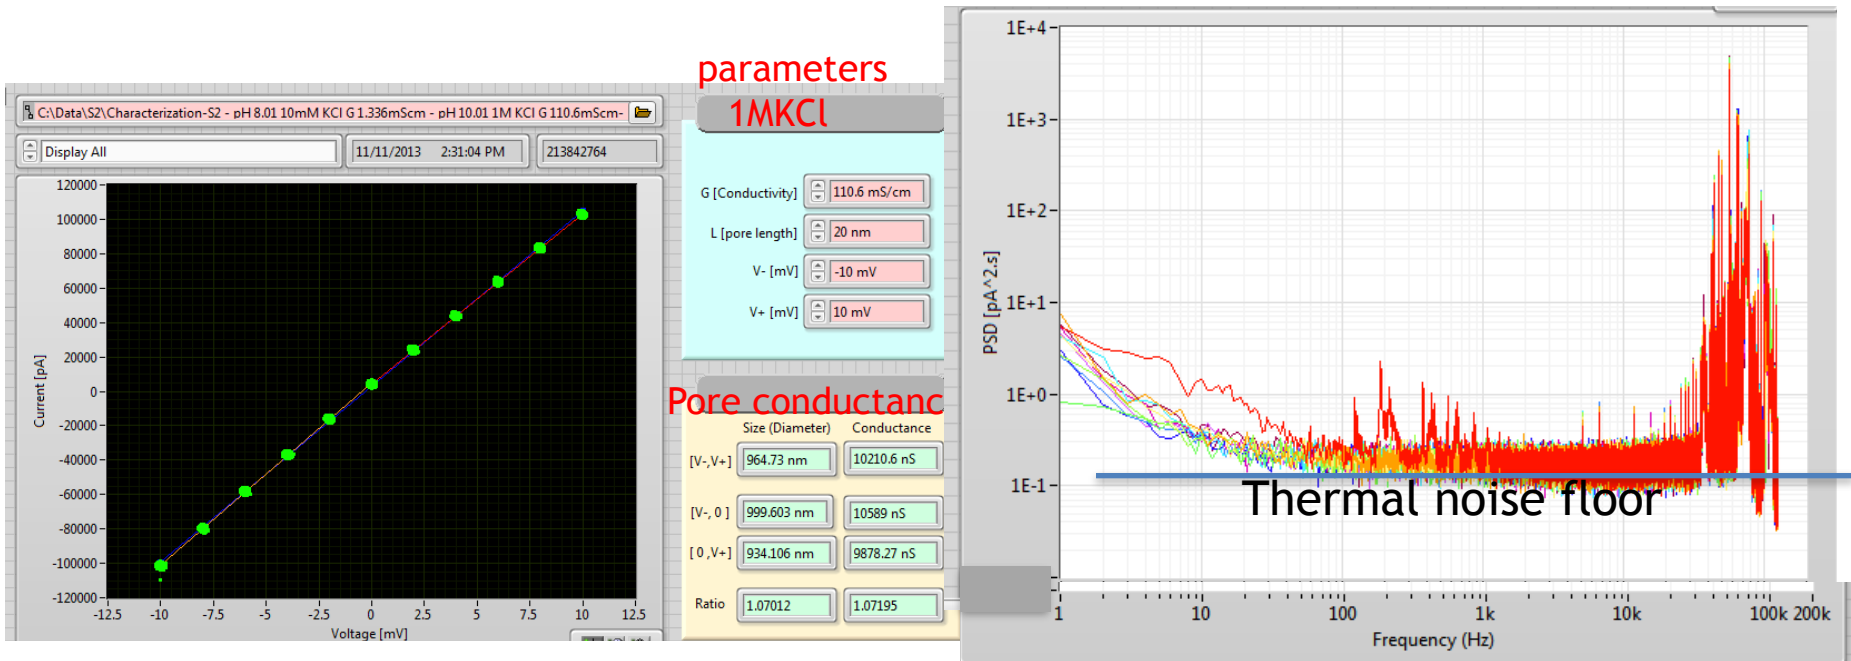 parameters
1MKCl
C:\Data\S2\Characterization-S2 - pH 8.01 10mM KCl G 1.336mScm - pH 10.01 1M KCl G 110.6mScm-
Display All
11/11/2013 2:31:04 PM
213842764
Current [pA]
120000
100000
80000
60000
40000
20000
0
-20000
-40000
-60000
-80000
-100000
-120000
-12.5 -10 -7.5 -5 -2.5 0 2.5 5 7.5 10 12.5
Voltage [mV]
G [Conductivity] 110.6 mS/cm
L [pore length] 20 nm
V- [mV] -10 mV
V+ [mV] 10 mV
Pore conductanc
Size (Diameter) Conductance
[V-,V+] 964.73 nm 10210.6 nS
[V-, 0 ] 999.603 nm 10589 nS
[ 0 ,V+] 934.106 nm 9878.27 nS
Ratio 1.07012 1.07195
PSD [pA^2.s]
1E+4
1E+3
1E+2
1E+1
1E+0
1E-1
Thermal noise floor
1 10 100 1k 10k 100k 200k
Frequency (Hz)